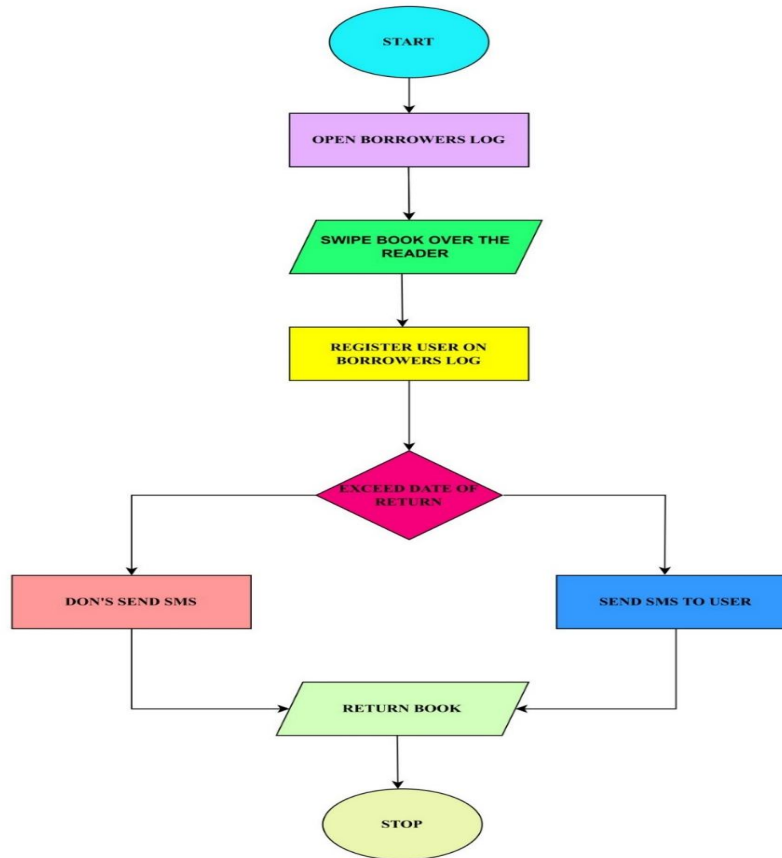 START
OPEN BORROWERS LOG
SWIPE BOOK OVER THE
READER
REGISTER USER ON
BORROWERS LOG
EXCEED DATE OF
RETURN
DON'S SEND SMS
SEND SMS TO USER
RETURN BOOK
STOP